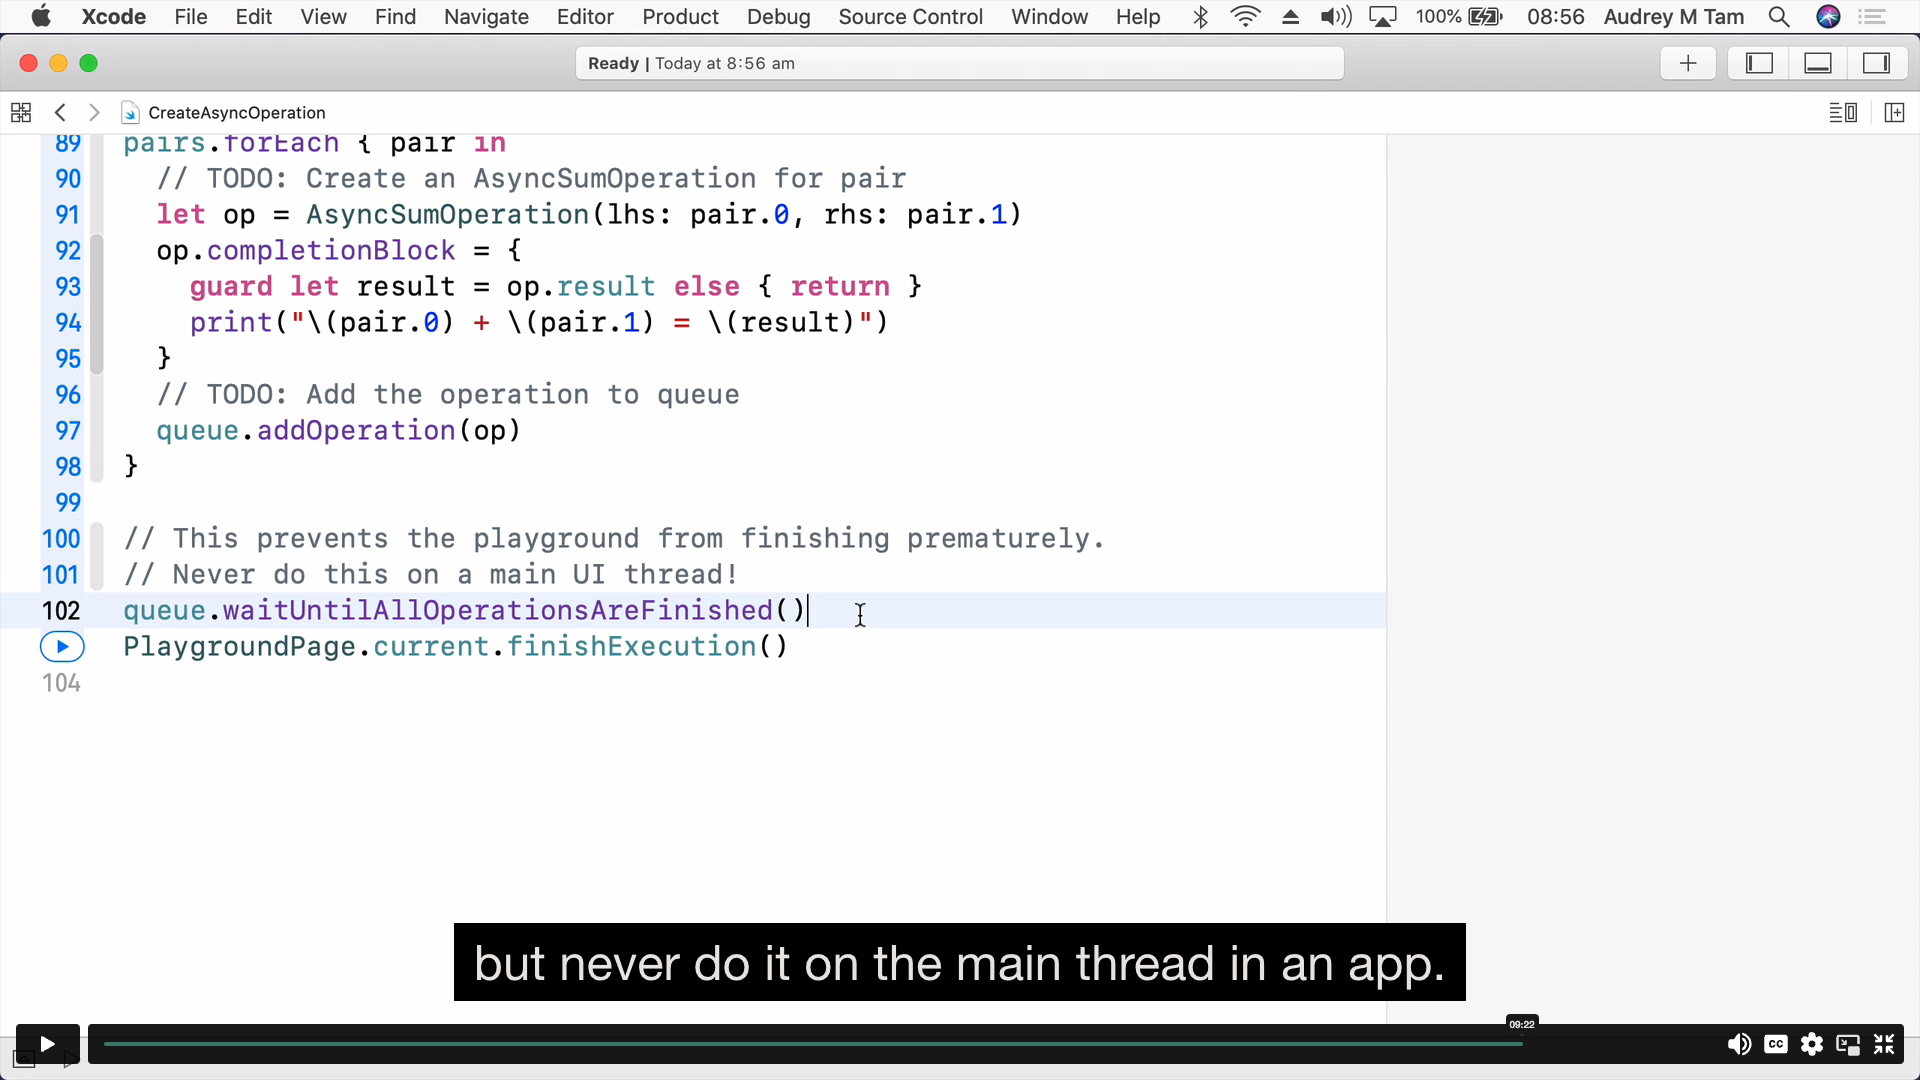 Xcode File Edit View Find Navigate Editor Product Debug Source Control Window Help 100% 08:56 Audrey M Tam
Ready | Today at 8:56 am
CreateAsyncOperation
89 pairs.forEach { pair in
90 // TODO: Create an AsyncSumOperation for pair
91 let op = AsyncSumOperation(lhs: pair.0, rhs: pair.1)
92 op.completionBlock = {
93 guard let result = op.result else { return }
94 print("\(pair.0) + \(pair.1) = \(result)")
95 }
96 // TODO: Add the operation to queue
97 queue.addOperation(op)
98 }
99
100 // This prevents the playground from finishing prematurely.
101 // Never do this on a main UI thread!
102 queue.waitUntilAllOperationsAreFinished()
PlaygroundPage.current.finishExecution()
104
but never do it on the main thread in an app.
09:22
CC